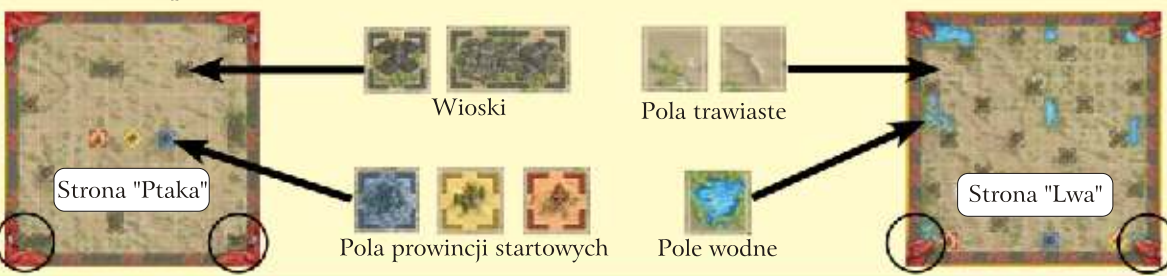 Wioski
Pola trawiaste
Strona "Ptaka"
Strona "Lwa"
Pola prowincji startowych
Pole wodne